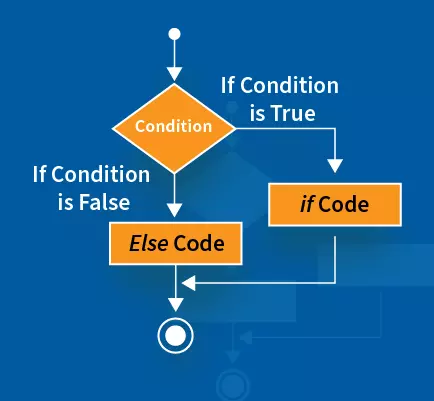 If Condition
is True
Condition
If Condition
is False
if Code
Else Code